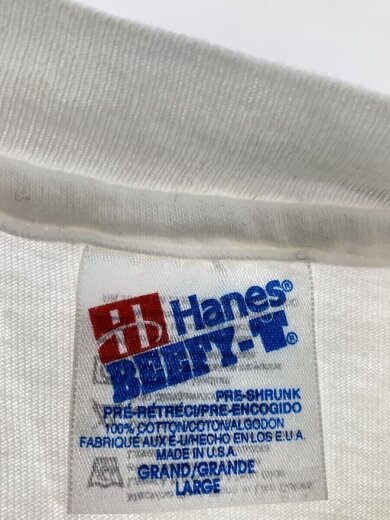 H Hanes®
BEEFY-T®
PRE-SHRUNK
PRÉ-RÉTRÉCI/PRE-ENCOGIDO
100% COTTON/COTON/ALGODON
FABRIQUÉ AUX É-U/HECHO EN LOS E.U.A.
MADE IN U.S.A.
GRAND/GRANDE
LARGE